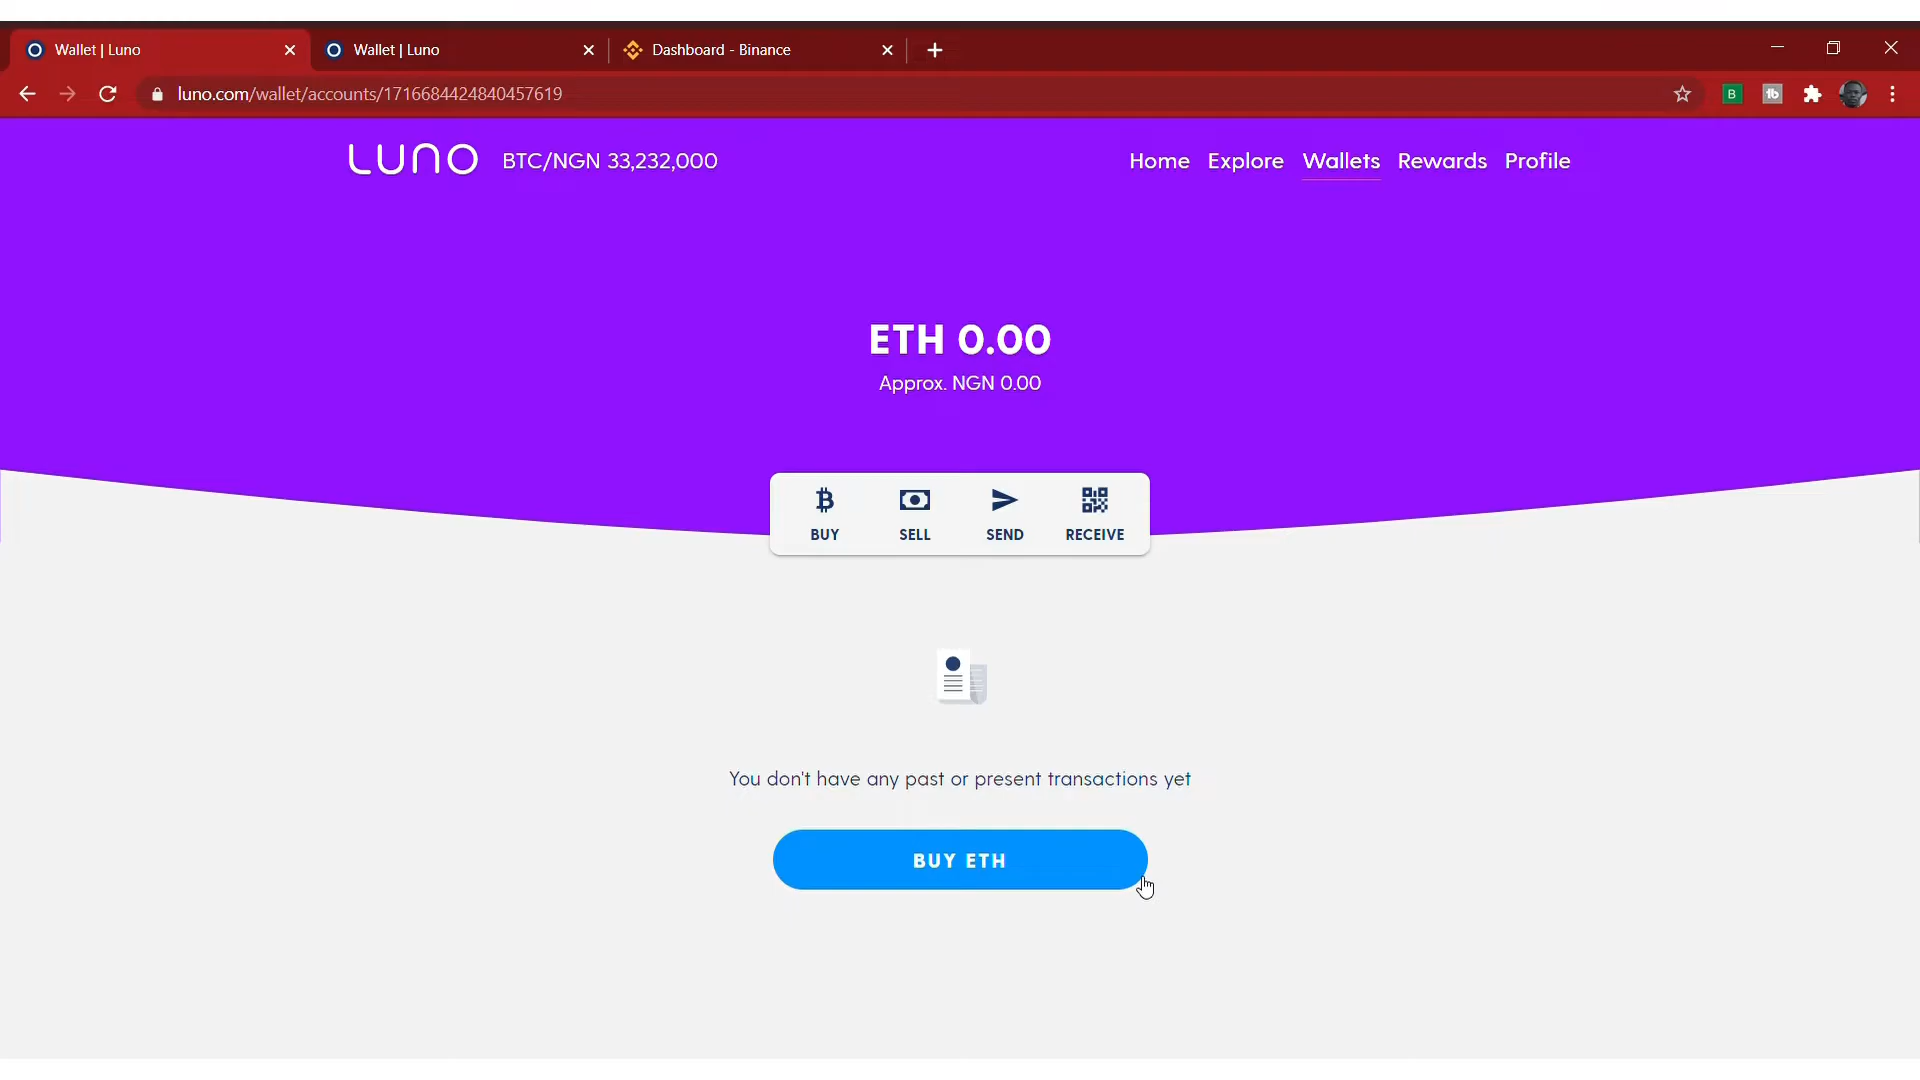 Wallet | Luno
Wallet | Luno
Dashboard - Binance
luno.com/wallet/accounts/1716684424840457619
B
tb
LUNO
BTC/NGN 33,232,000
Home
Explore
Wallets
Rewards
Profile
ETH 0.00
Approx. NGN 0.00
BUY
SELL
SEND
RECEIVE
You don't have any past or present transactions yet
BUY ETH